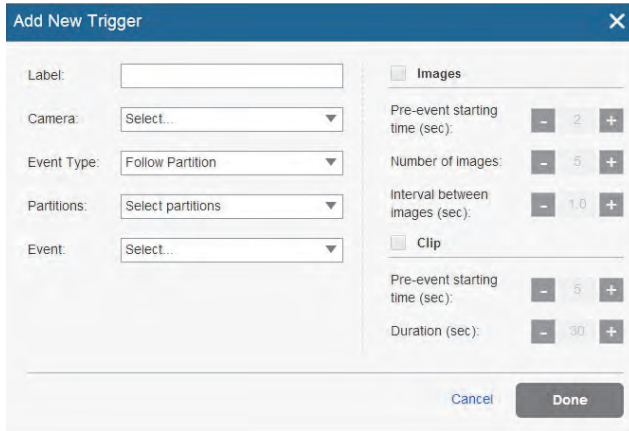 Add New Trigger
Label:
Camera: Select...
Event Type: Follow Partition
Partitions: Select partitions
Event: Select...
Images
Pre-event starting
time (sec): - 2 +
Number of images: - 5 +
Interval between
images (sec): - 1.0 +
Clip
Pre-event starting
time (sec): - 5 +
Duration (sec): - 30 +
Cancel Done